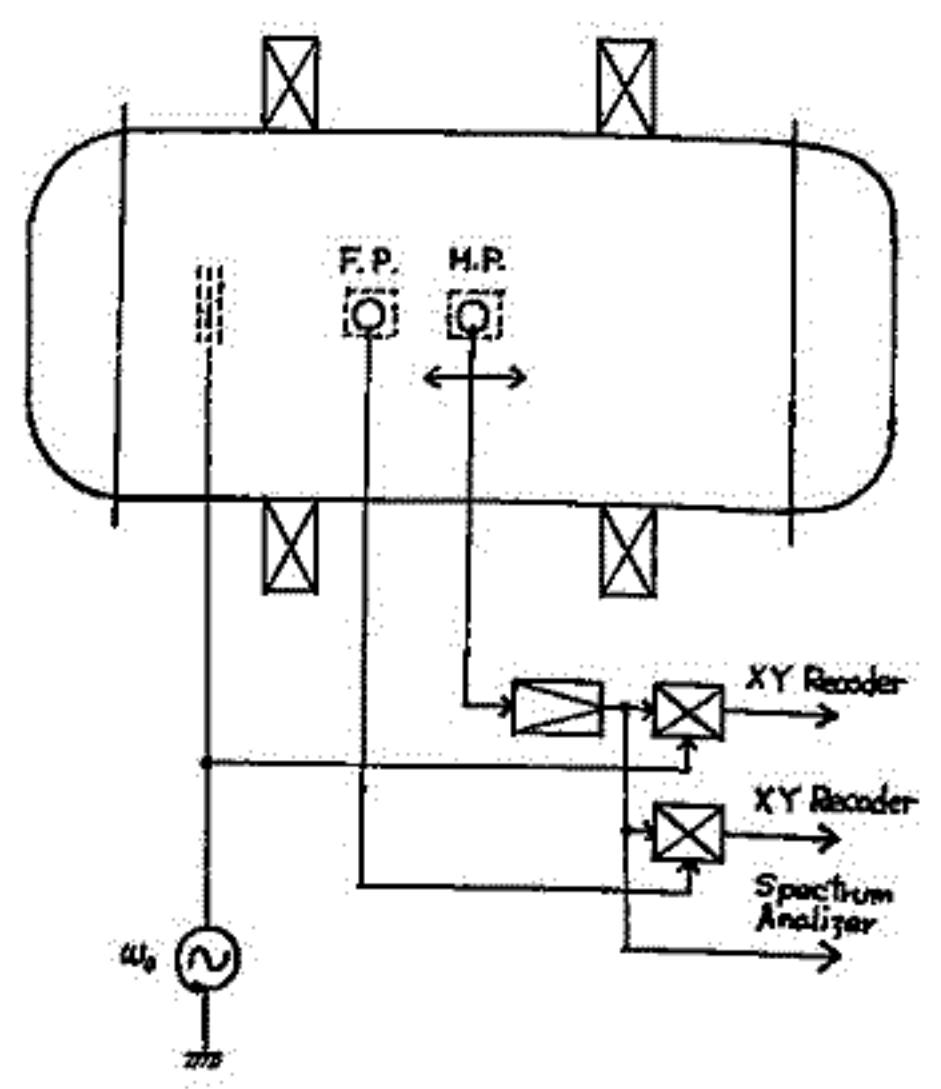 F.P.
M.P.
XY Recoder
XY Recoder
Spectrum
Analizer
ω₀